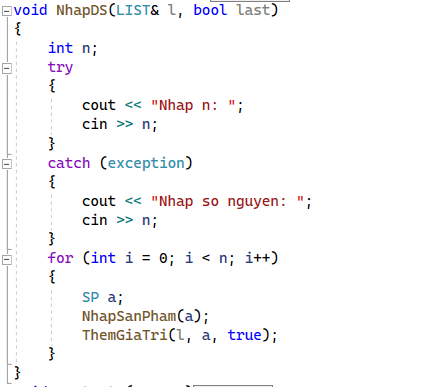 void NhapDS(LIST& l, bool last)
{
    int n;
    try
    {
        cout << "Nhap n: ";
        cin >> n;
    }
    catch (exception)
    {
        cout << "Nhap so nguyen: ";
        cin >> n;
    }
    for (int i = 0; i < n; i++)
    {
        SP a;
        NhapSanPham(a);
        ThemGiaTri(l, a, true);
    }
}